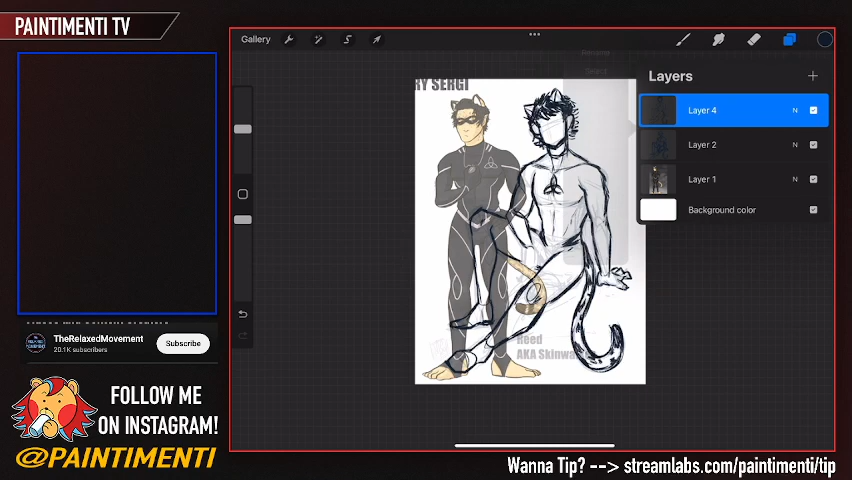 PAINTIMENTI TV
Gallery
Layers
Layer 4
N
Layer 2
N
Layer 1
N
Background color
RY SERGI
Reed
AKA
TheRelaxedMovement
20.1K subscribers
Subscribe
FOLLOW ME
ON INSTAGRAM!
@PAINTIMENTI
Wanna Tip? --> streamlabs.com/paintimenti/tip